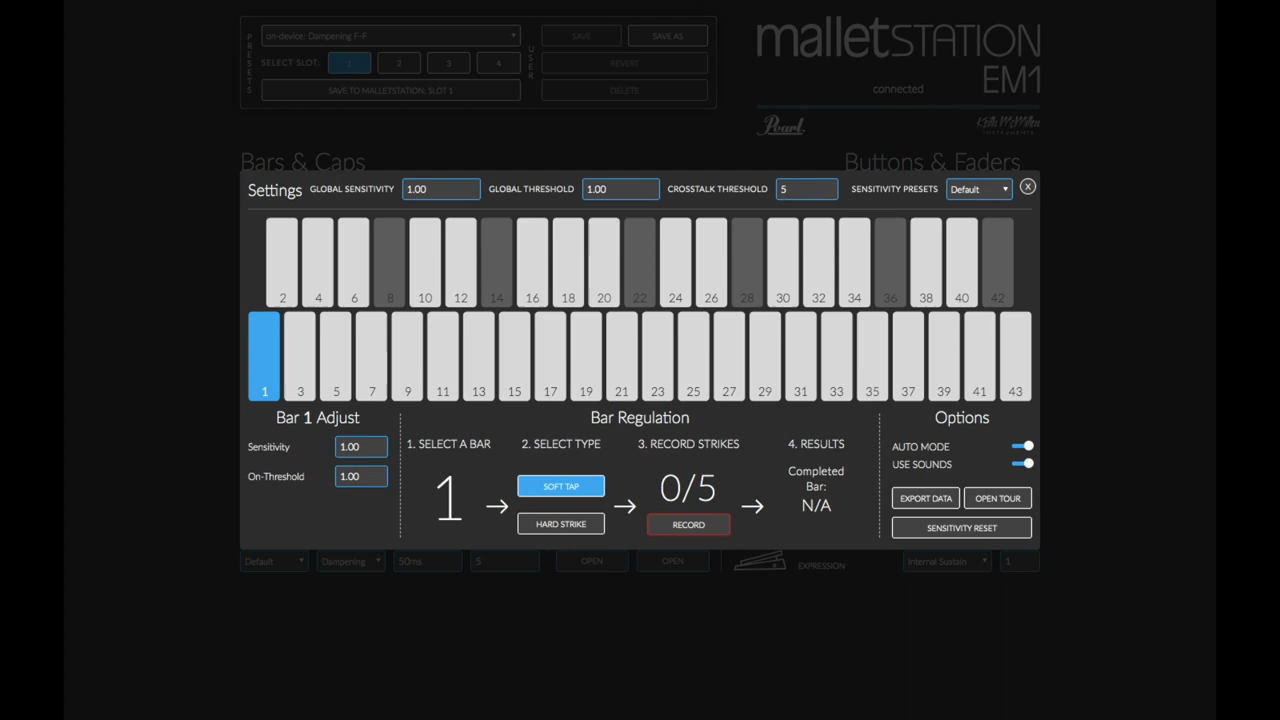 PRESETS
on-device: Dampening F-F
SELECT SLOT: 1 2 3 4
SAVE TO MALLETSTATION: SLOT 1
USER
SAVE SAVE AS
REVERT
DELETE
malletSTATION
EM1
connected
Pearl
Keith McMillen
INSTRUMENTS
Bars & Caps Buttons & Faders
Settings GLOBAL SENSITIVITY 1.00 GLOBAL THRESHOLD 1.00 CROSSTALK THRESHOLD 5 SENSITIVITY PRESETS Default X
2 4 6 8 10 12 14 16 18 20 22 24 26 28 30 32 34 36 38 40 42
1 3 5 7 9 11 13 15 17 19 21 23 25 27 29 31 33 35 37 39 41 43
Bar 1 Adjust
Sensitivity 1.00
On-Threshold 1.00
Bar Regulation
1. SELECT A BAR 2. SELECT TYPE 3. RECORD STRIKES 4. RESULTS
1
SOFT TAP
HARD STRIKE
0/5
RECORD
Completed
Bar:
N/A
Options
AUTO MODE
USE SOUNDS
EXPORT DATA OPEN TOUR
SENSITIVITY RESET
Default Dampening 50ms 5 OPEN OPEN EXPRESSION Internal Sustain 1